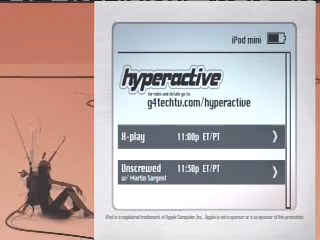 iPod mini
hyperactive
for rules and details go to:
g4techtv.com/hyperactive
X-play 11:00p ET/PT
Unscrewed 11:30p ET/PT
w/ Martin Sargent
iPod is a registered trademark of Apple Computer, Inc. Apple is not a sponsor or a co-sponsor of this promotion.